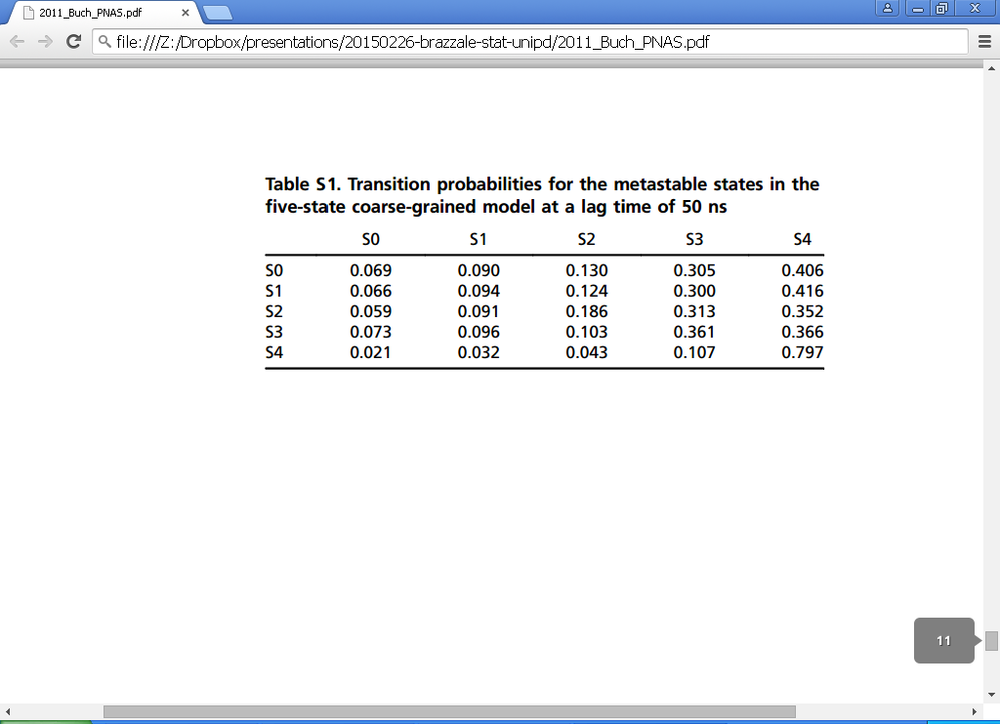 2011_Buch_PNAS.pdf
file:///Z:/Dropbox/presentations/20150226-brazzale-stat-unipd/2011_Buch_PNAS.pdf
Table S1. Transition probabilities for the metastable states in the
five-state coarse-grained model at a lag time of 50 ns
S0 S1 S2 S3 S4
S0 0.069 0.090 0.130 0.305 0.406
S1 0.066 0.094 0.124 0.300 0.416
S2 0.059 0.091 0.186 0.313 0.352
S3 0.073 0.096 0.103 0.361 0.366
S4 0.021 0.032 0.043 0.107 0.797
11